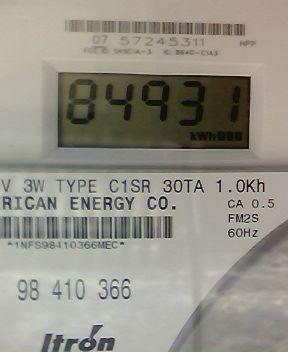 07 57245311 NPP
84931
kWh
V 3W TYPE C1SR 30TA 1.0Kh
RICAN ENERGY CO. CA 0.5
FM2S
*1NFS98410366MEC* 60Hz
98 410 366
Itron